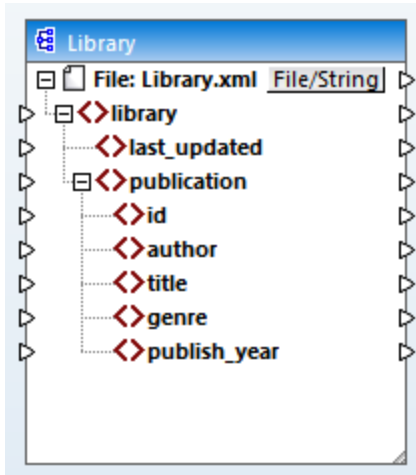 Library
File: Library.xml File/String
library
last_updated
publication
id
author
title
genre
publish_year